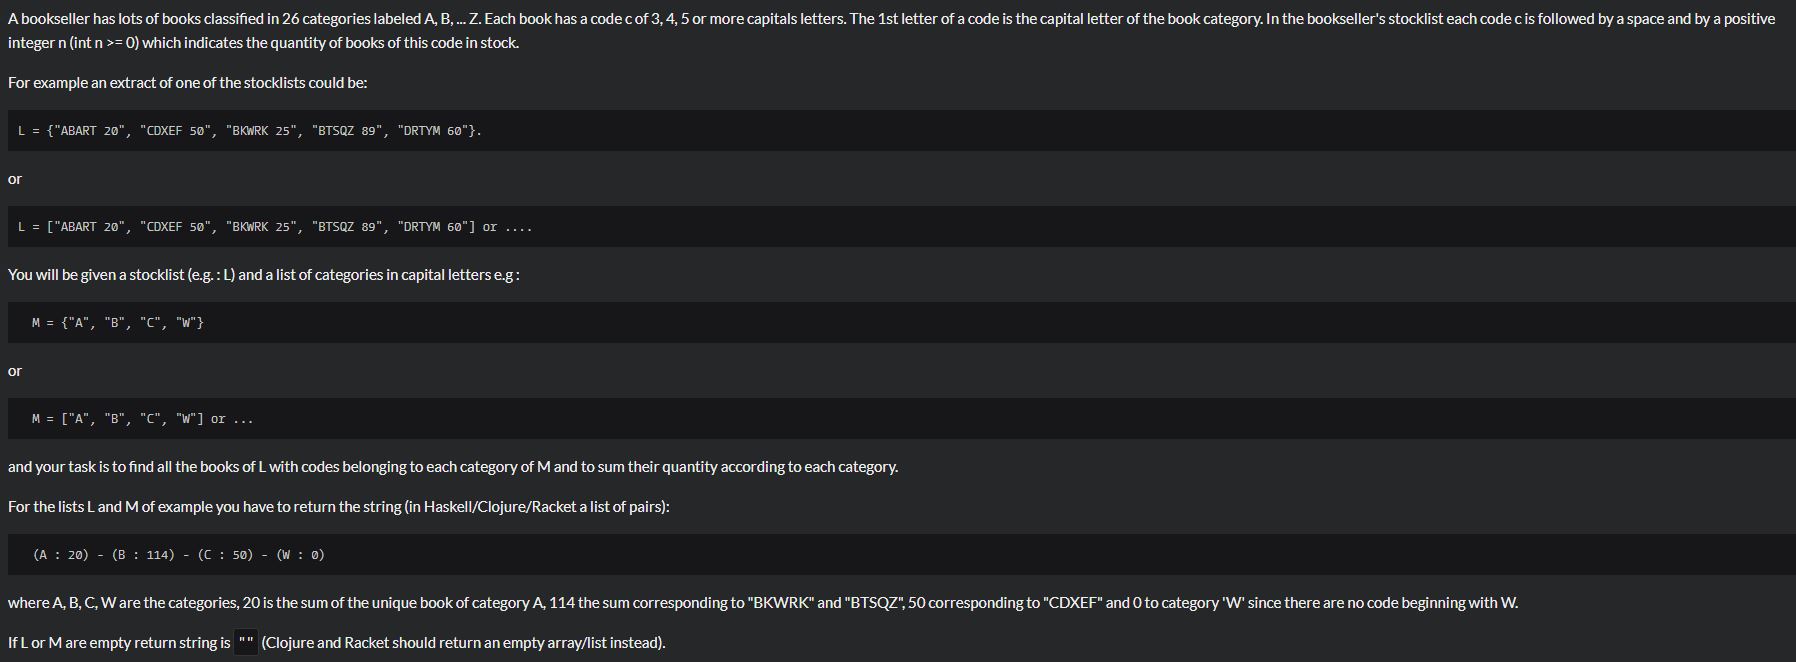 A bookseller has lots of books classified in 26 categories labeled A, B, ... Z. Each book has a code c of 3, 4, 5 or more capitals letters. The 1st letter of a code is the capital letter of the book category. In the bookseller's stocklist each code c is followed by a space and by a positive
integer n (int n >= 0) which indicates the quantity of books of this code in stock.
For example an extract of one of the stocklists could be:
L = {"ABART 20", "CDXEF 50", "BKWRK 25", "BTSQZ 89", "DRTYM 60"}.
or
L = ["ABART 20", "CDXEF 50", "BKWRK 25", "BTSQZ 89", "DRTYM 60"] or ....
You will be given a stocklist (e.g. : L) and a list of categories in capital letters e.g :
M = {"A", "B", "C", "W"}
or
M = ["A", "B", "C", "W"] or ...
and your task is to find all the books of L with codes belonging to each category of M and to sum their quantity according to each category.
For the lists L and M of example you have to return the string (in Haskell/Clojure/Racket a list of pairs):
(A : 20) - (B : 114) - (C : 50) - (W : 0)
where A, B, C, W are the categories, 20 is the sum of the unique book of category A, 114 the sum corresponding to "BKWRK" and "BTSQZ", 50 corresponding to "CDXEF" and 0 to category 'W' since there are no code beginning with W.
If L or M are empty return string is "" (Clojure and Racket should return an empty array/list instead).